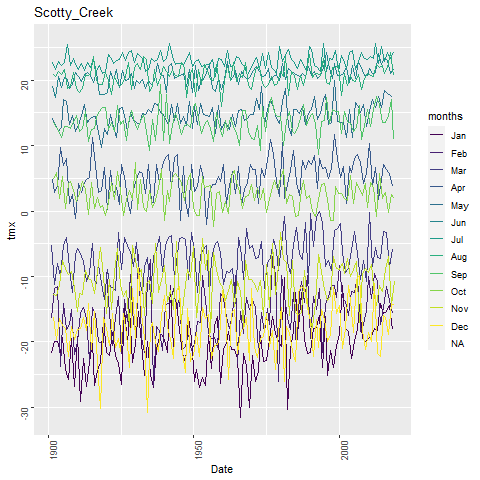 Scotty_Creek
tmx
20
10
0
-10
-20
-30
1900
1950
2000
Date
months
Jan
Feb
Mar
Apr
May
Jun
Jul
Aug
Sep
Oct
Nov
Dec
NA